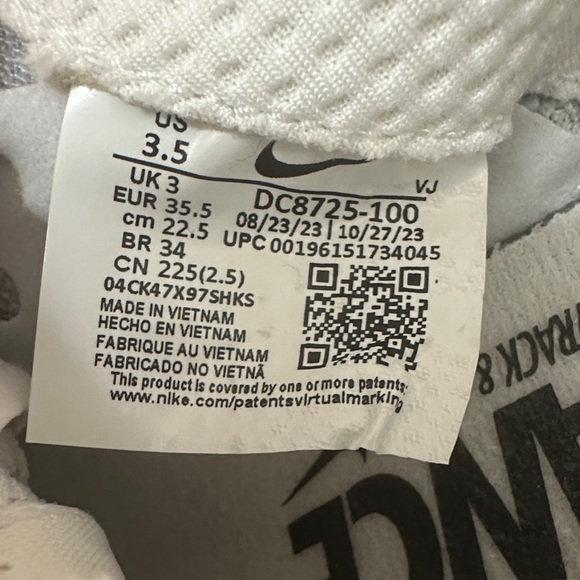 US
3.5
VJ
UK 3
DC8725-100
EUR 35.5
08/23/23 | 10/27/23
cm 22.5
UPC 00196151734045
BR 34
CN 225(2.5)
04CK47X97SHKS
MADE IN VIETNAM
HECHO EN VIETNAM
FABRIQUE AU VIETNAM
FABRICADO NO VIETNÃ
This product is covered by one or more patents:
www.nike.com/patentsvirtualmarking
TRACK &